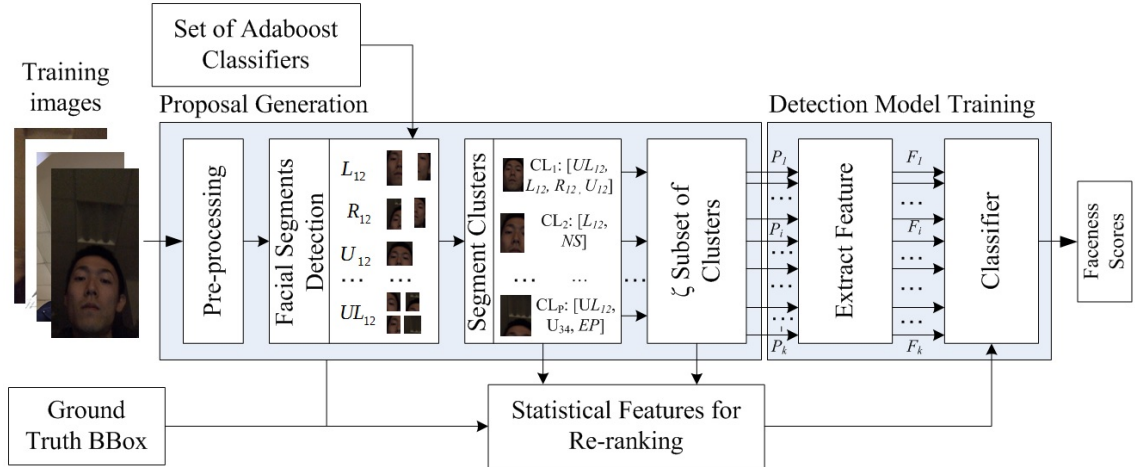 Set of Adaboost
Classifiers
Training
images
Proposal Generation
Detection Model Training
Pre-processing
Facial Segments
Detection
L12
R12
U12
... ...
UL12
Segment Clusters
CL1: [UL12,
L12, R12, U12]
CL2: [L12,
NS]
... ... ...
CLP: [UL12,
U34, EP]
ζ Subset of
Clusters
P1
...
Pi
...
...
Pk
Extract Feature
F1
...
Fi
...
...
Fk
Classifier
Faceness
Scores
Ground
Truth BBox
Statistical Features for
Re-ranking